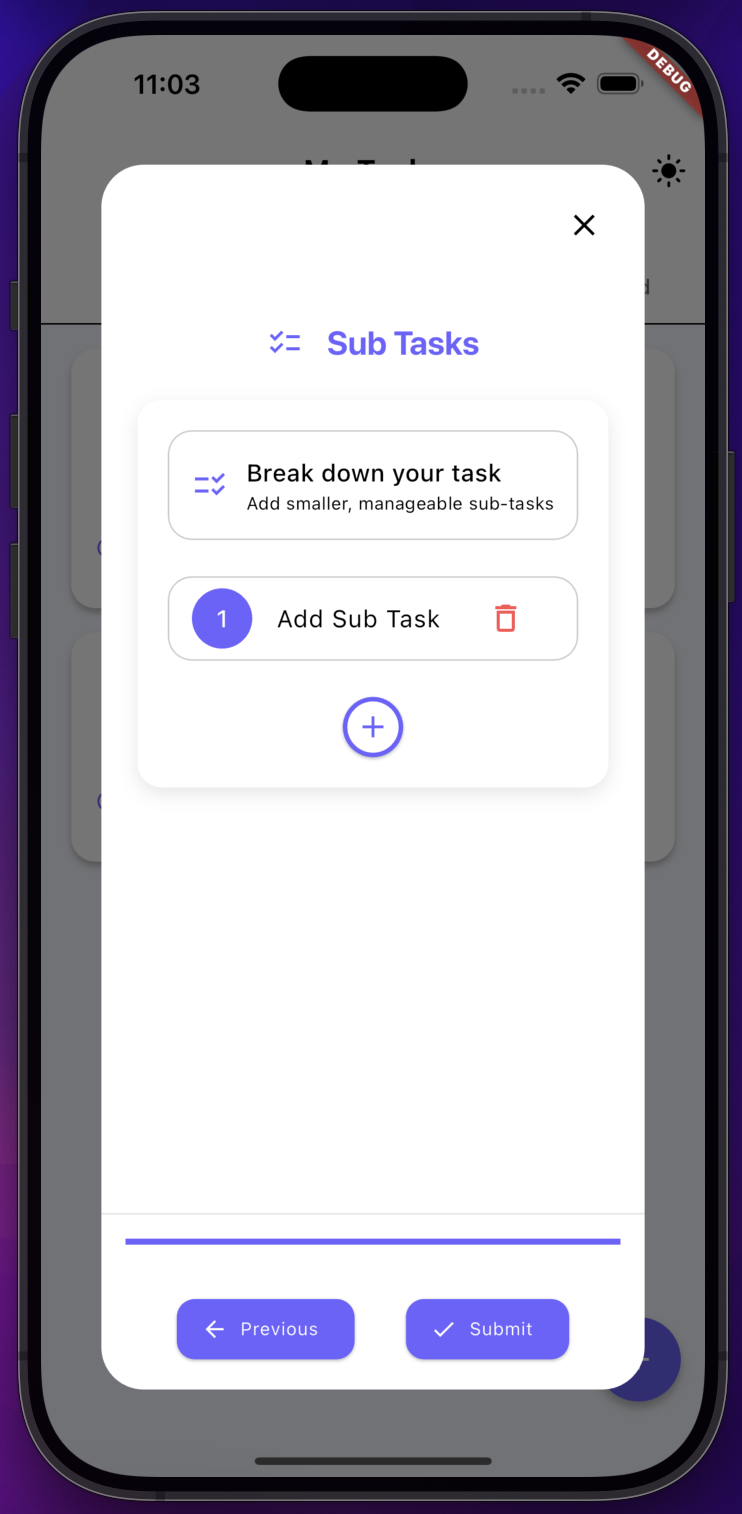 11:03
DEBUG
Sub Tasks
Break down your task
Add smaller, manageable sub-tasks
1
Add Sub Task
Previous
Submit